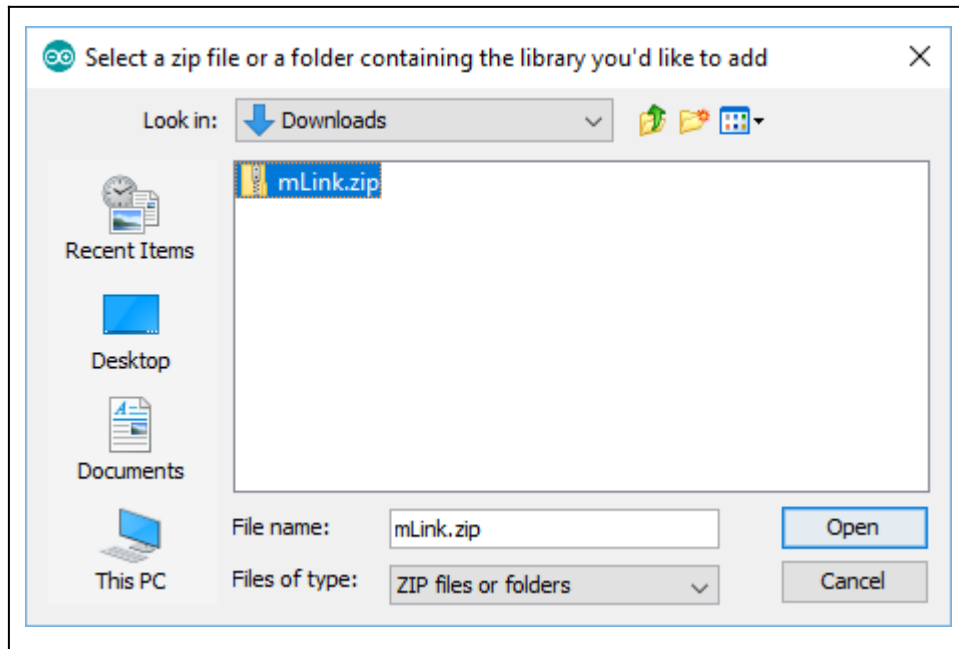 Select a zip file or a folder containing the library you'd like to add
Look in: Downloads
mLink.zip
Recent Items
Desktop
Documents
This PC
File name: mLink.zip Open
Files of type: ZIP files or folders Cancel